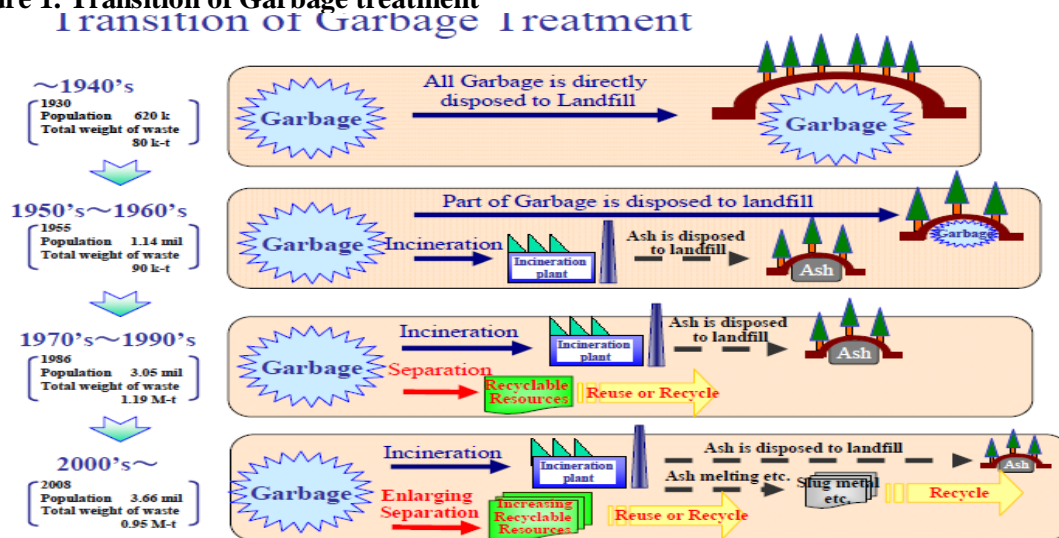 re 1. Transition of Garbage treatment
Transition of Garbage Treatment
~1940's
1930
Population 620 k
Total weight of waste
80 k-t
Garbage
All Garbage is directly
disposed to Landfill
Garbage
1950's~1960's
1955
Population 1.14 mil
Total weight of waste
90 k-t
Garbage
Part of Garbage is disposed to landfill
Garbage
Incineration
Incineration
plant
Ash is disposed
to landfill
Ash
1970's~1990's
1986
Population 3.05 mil
Total weight of waste
1.19 M-t
Garbage
Incineration
Incineration
plant
Ash is disposed
to landfill
Ash
Separation
Recyclable
Resources
Reuse or Recycle
2000's~
2008
Population 3.66 mil
Total weight of waste
0.95 M-t
Garbage
Incineration
Incineration
plant
Ash is disposed to landfill
Ash
Ash melting etc.
Slug metal
etc.
Recycle
Enlarging
Separation
Increasing
Recyclable
Resources
Reuse or Recycle